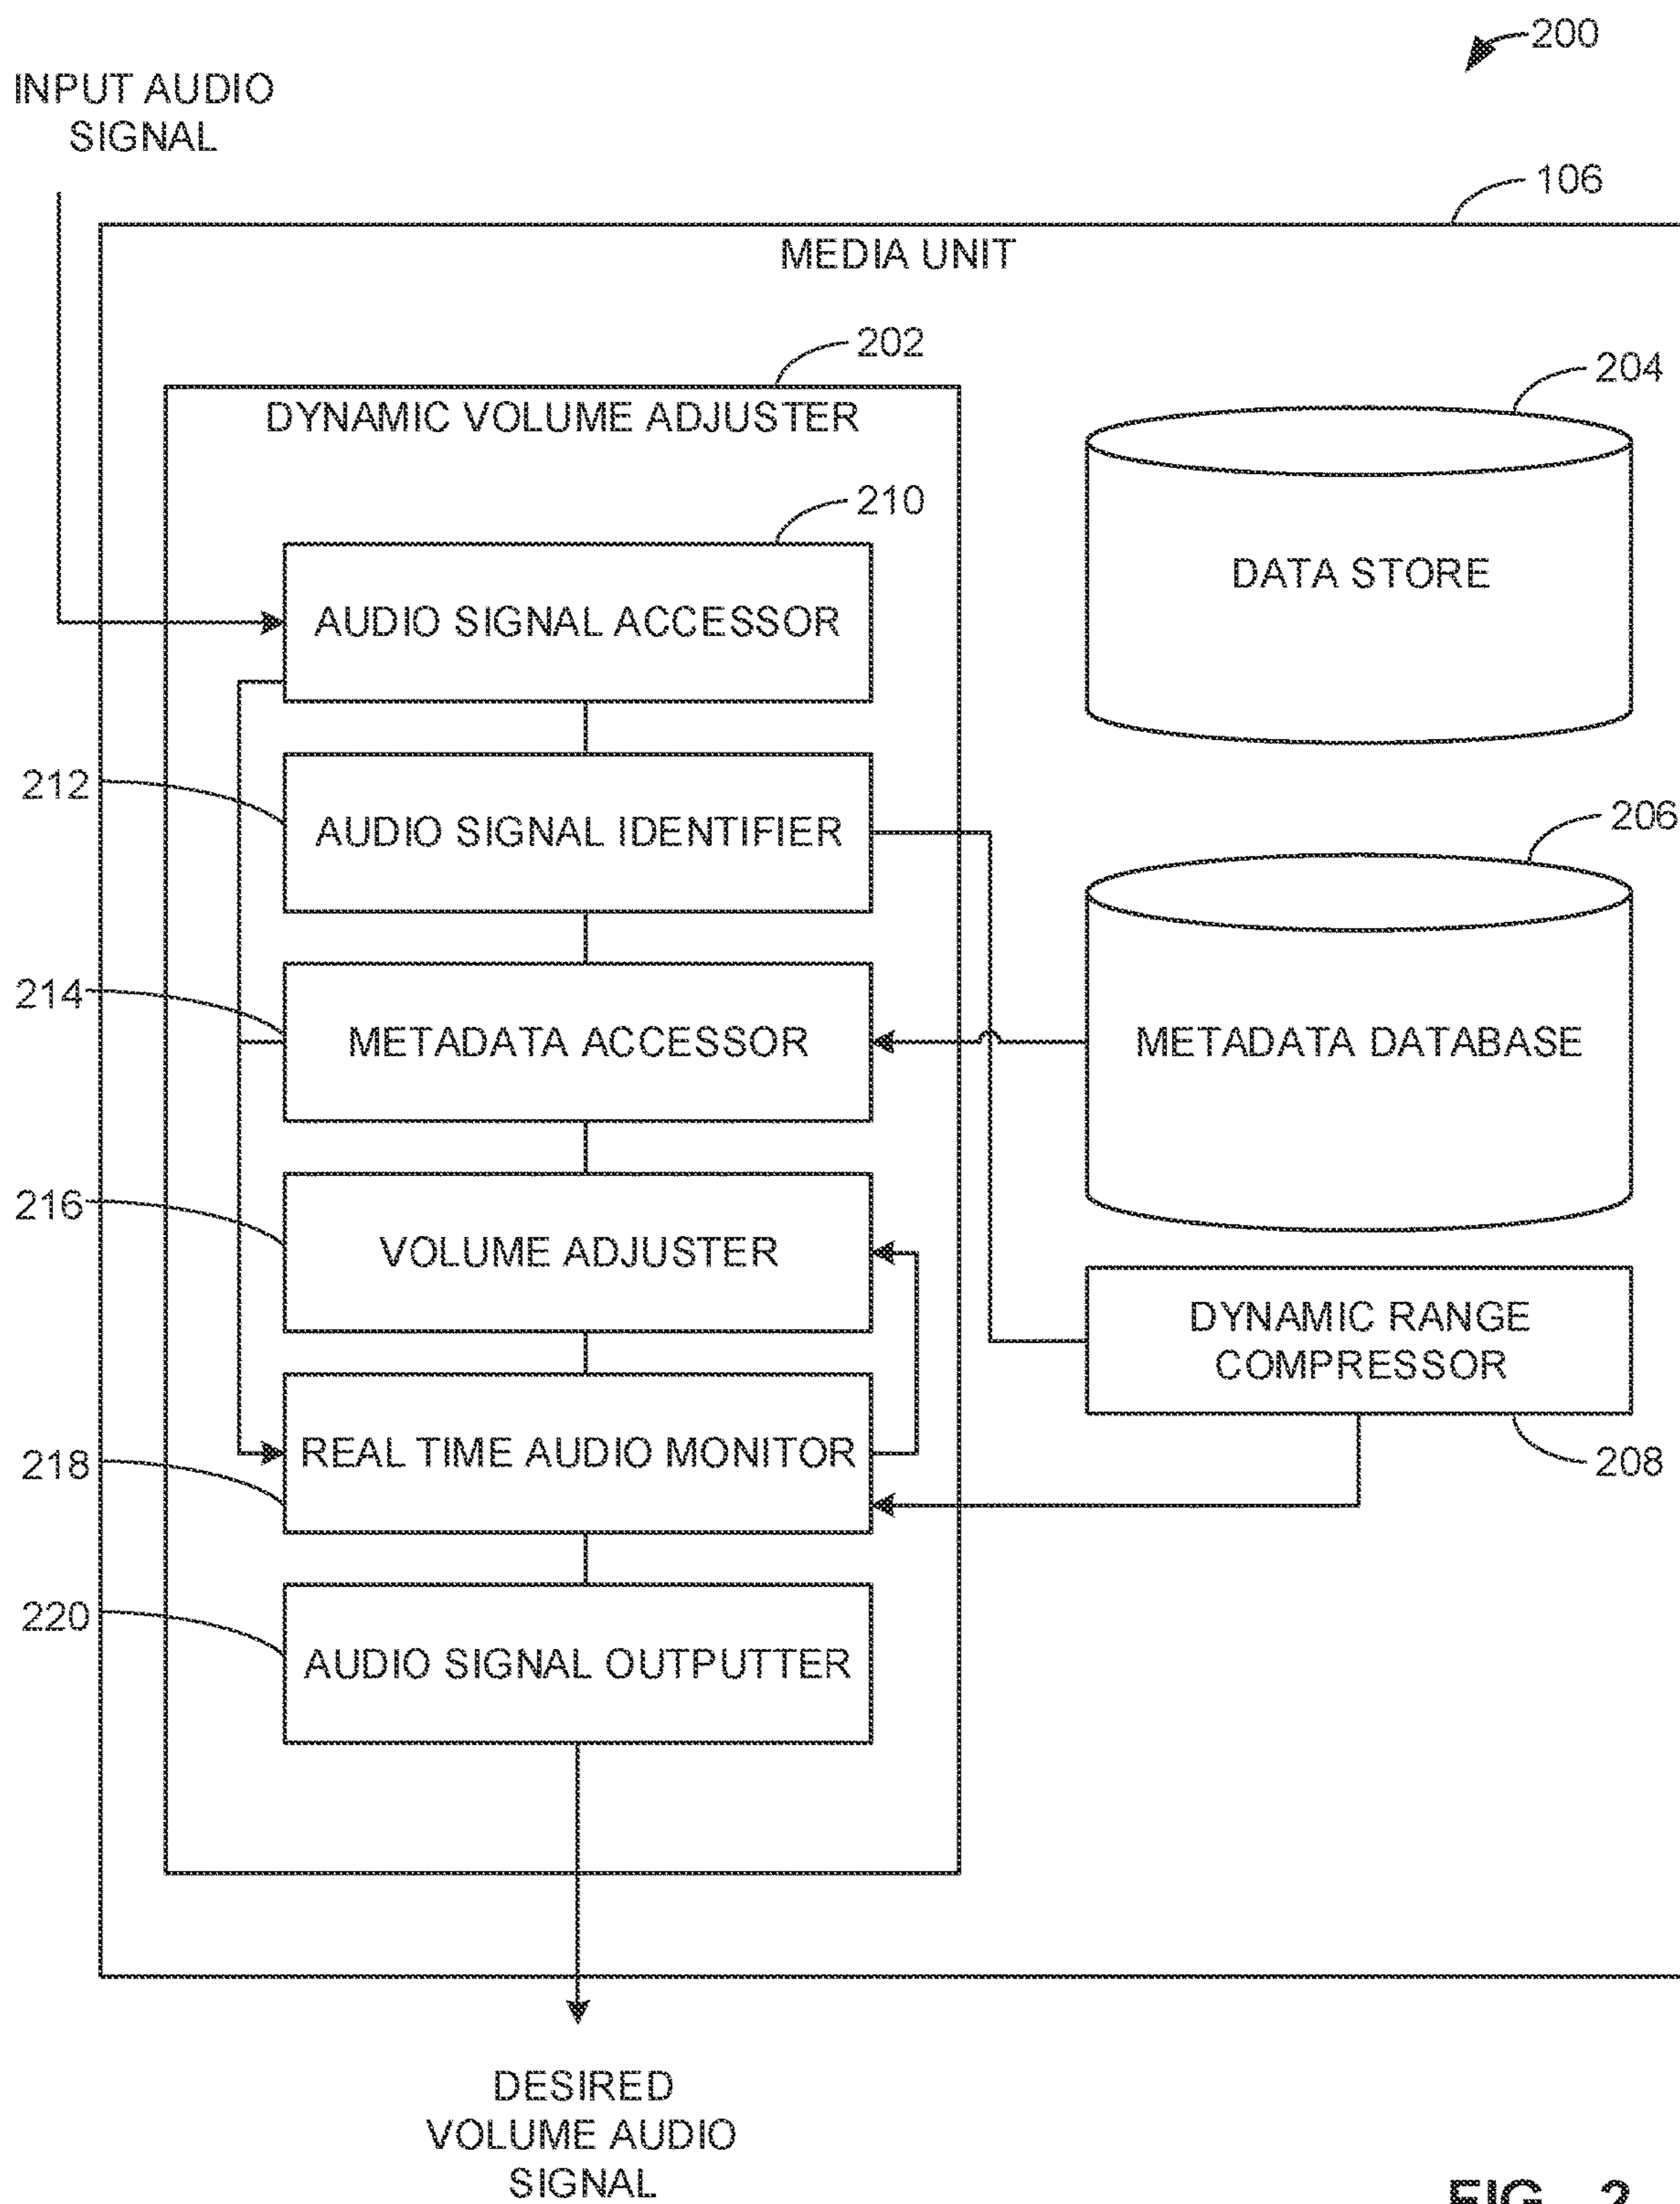 200
INPUT AUDIO
SIGNAL
106
MEDIA UNIT
202
DYNAMIC VOLUME ADJUSTER
204
210
DATA STORE
AUDIO SIGNAL ACCESSOR
212
AUDIO SIGNAL IDENTIFIER
206
214
METADATA ACCESSOR
METADATA DATABASE
216
VOLUME ADJUSTER
DYNAMIC RANGE
COMPRESSOR
218
REAL TIME AUDIO MONITOR
208
220
AUDIO SIGNAL OUTPUTTER
DESIRED
VOLUME AUDIO
SIGNAL
FIG. 2